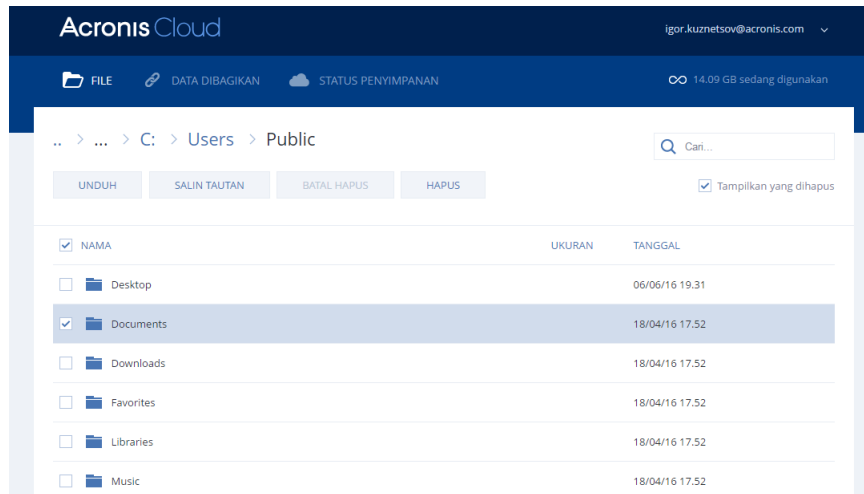 Acronis Cloud
igor.kuznetsov@acronis.com
FILE DATA DIBAGIKAN STATUS PENYIMPANAN 14.09 GB sedang digunakan
.. > ... > C: > Users > Public
Cari...
UNDUH SALIN TAUTAN BATAL HAPUS HAPUS
Tampilkan yang dihapus
NAMA UKURAN TANGGAL
Desktop 06/06/16 19.31
Documents 18/04/16 17.52
Downloads 18/04/16 17.52
Favorites 18/04/16 17.52
Libraries 18/04/16 17.52
Music 18/04/16 17.52